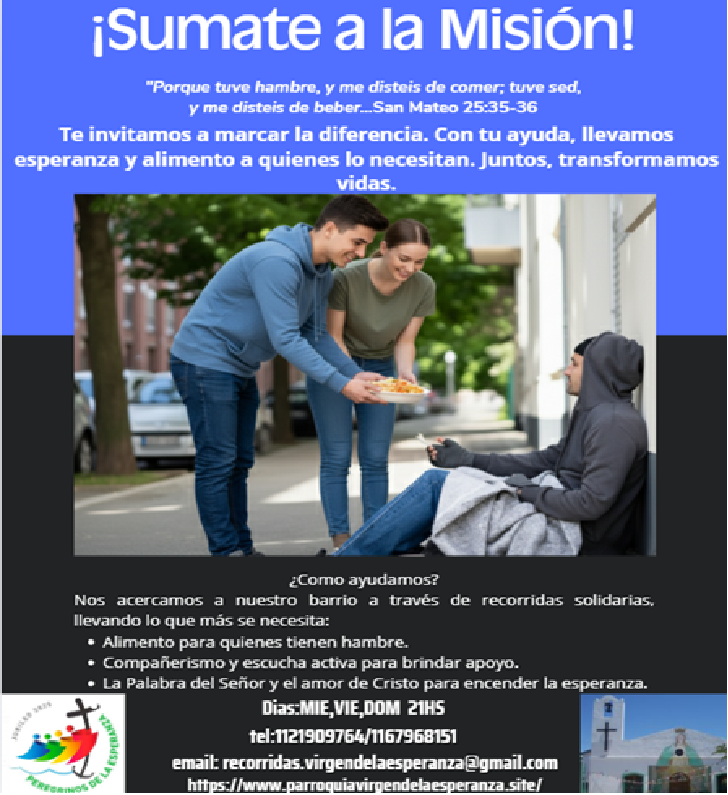 ¡Sumate a la Misión!
"Porque tuve hambre, y me disteis de comer; tuve sed,
y me disteis de beber...San Mateo 25:35-36
Te invitamos a marcar la diferencia. Con tu ayuda, llevamos
esperanza y alimento a quienes lo necesitan. Juntos, transformamos
vidas.
¿Como ayudamos?
Nos acercamos a nuestro barrio a través de recorridas solidarias,
llevando lo que más se necesita:
• Alimento para quienes tienen hambre.
• Compañerismo y escucha activa para brindar apoyo.
• La Palabra del Señor y el amor de Cristo para encender la esperanza.
Dias:MIE,VIE,DOM 21HS
tel:1121909764/1167968151
email: recorridas.virgendelaesperanza@gmail.com
https://www.parroquiavirgendelaesperanza.site/
JUBILEO 2025
PEREGRINOS DE LA ESPERANZA